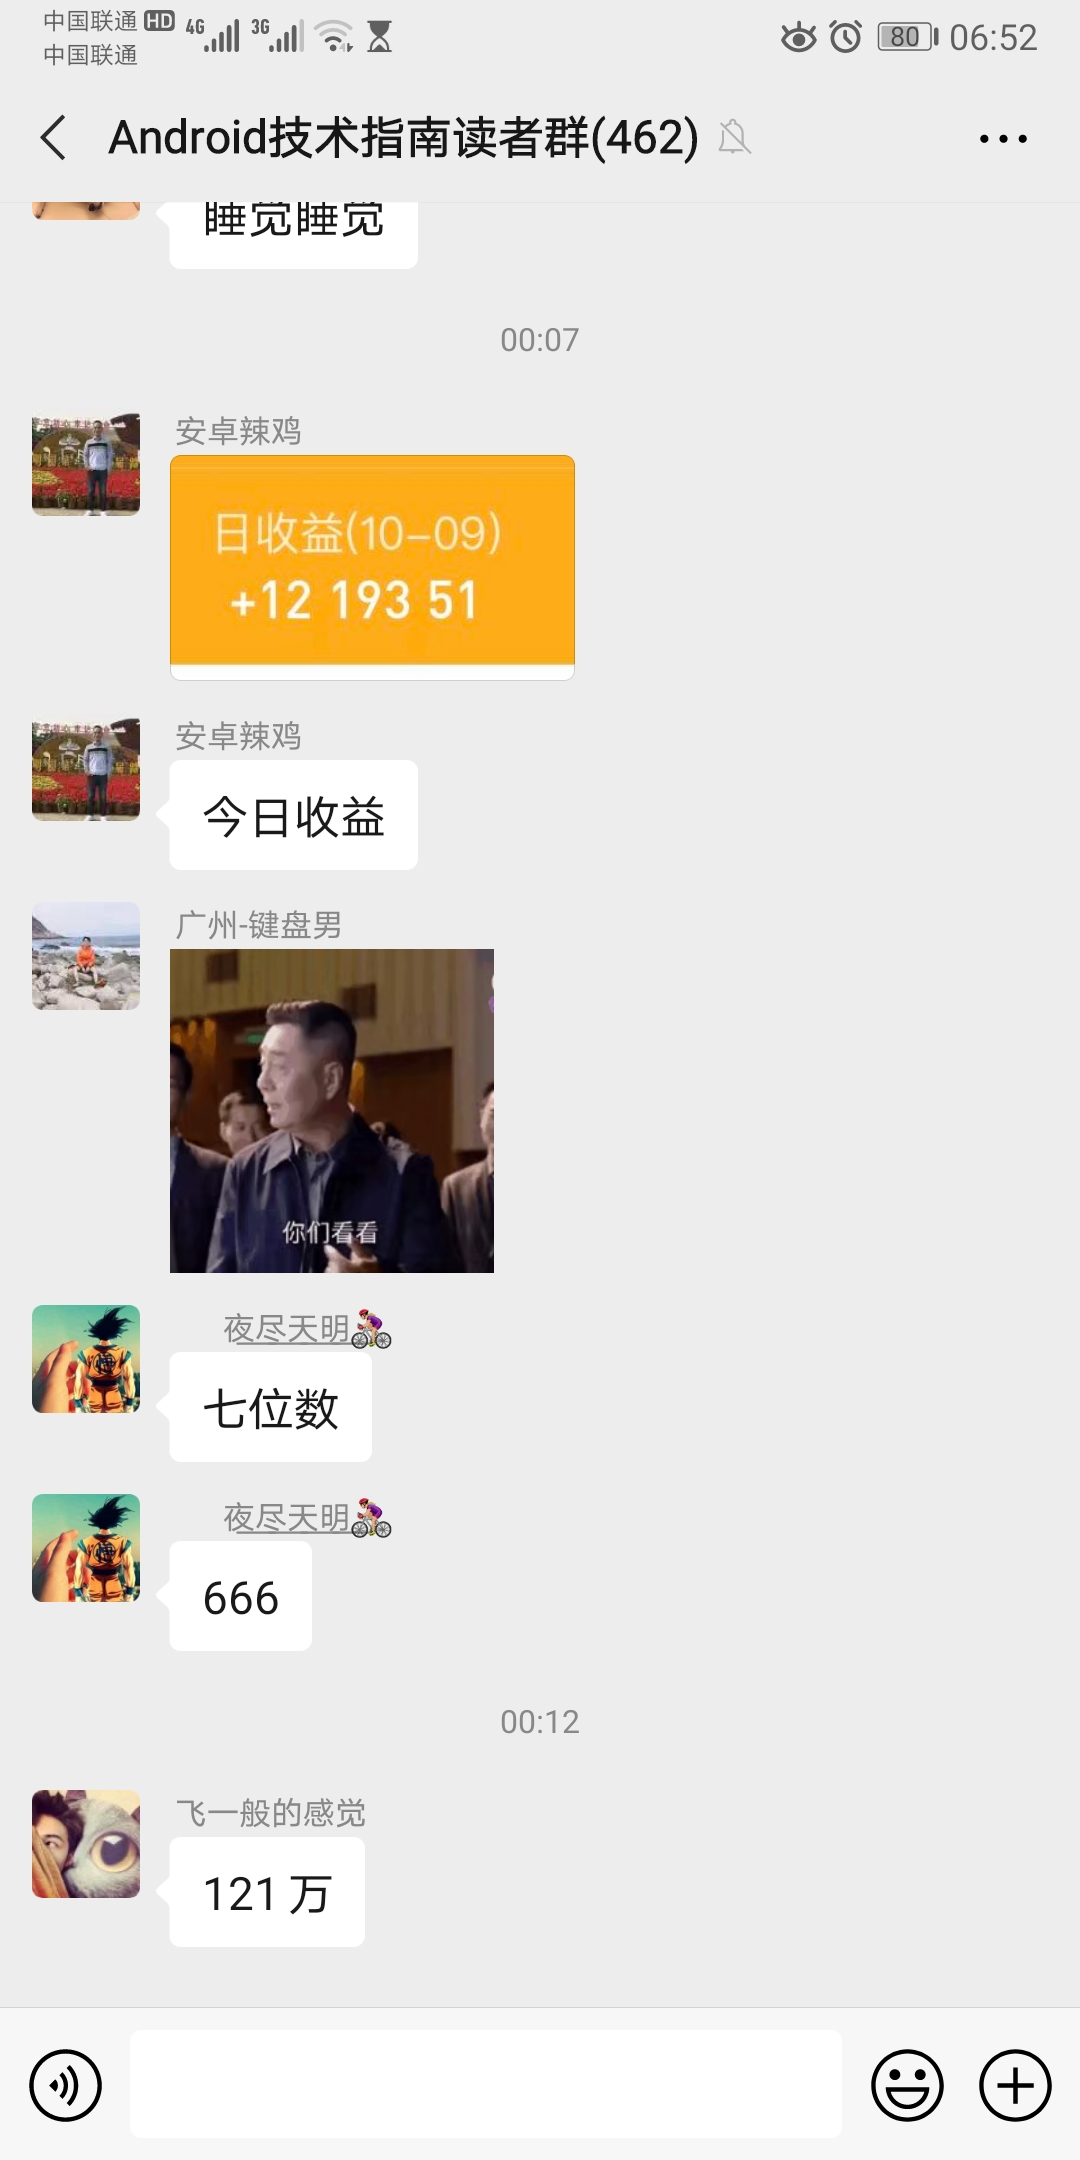 中国联通 HD 4G 3G 80 06:52
中国联通
Android技术指南读者群(462)
睡觉睡觉
00:07
安卓辣鸡
日收益(10-09)
+12 193 51
安卓辣鸡
今日收益
广州-键盘男
你们看看
夜尽天明
七位数
夜尽天明
666
00:12
飞一般的感觉
121 万